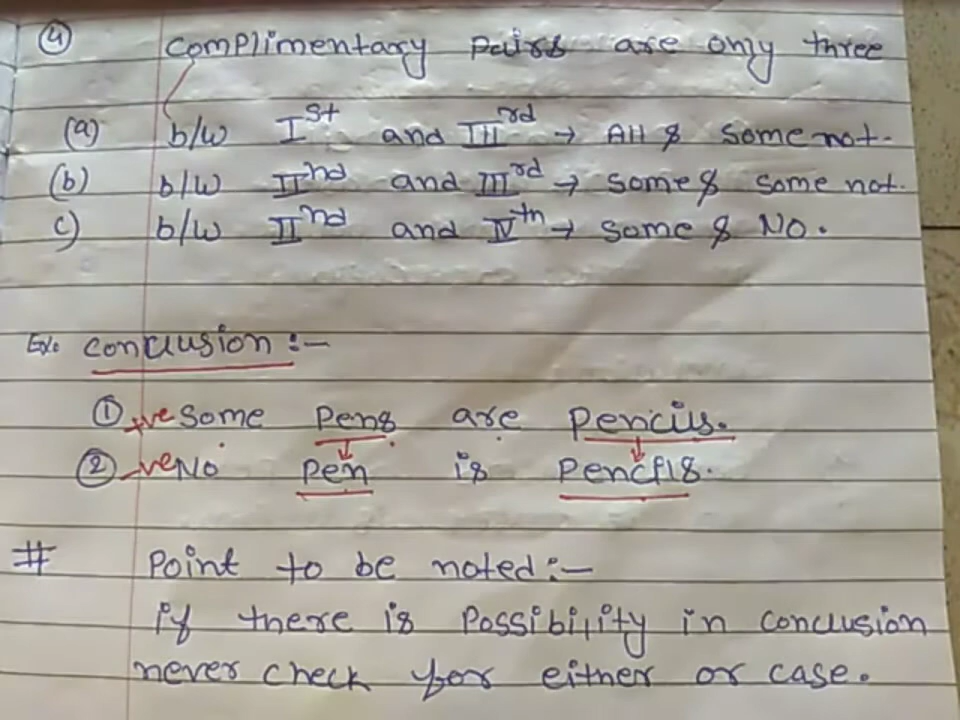 ④ Complimentary Pairs are only three
(a) b/w Iˢᵗ and IIIʳᵈ → All & Some not.
(b) b/w IIⁿᵈ and IIIʳᵈ → some & some not.
c) b/w IIⁿᵈ and IVᵗʰ → Some & No.
Ex. conclusion :-
① +ve Some Pens are Pencils.
② -ve No Pen is Pencils.
# Point to be noted :-
if there is Possibility in conclusion
never check for either or case.